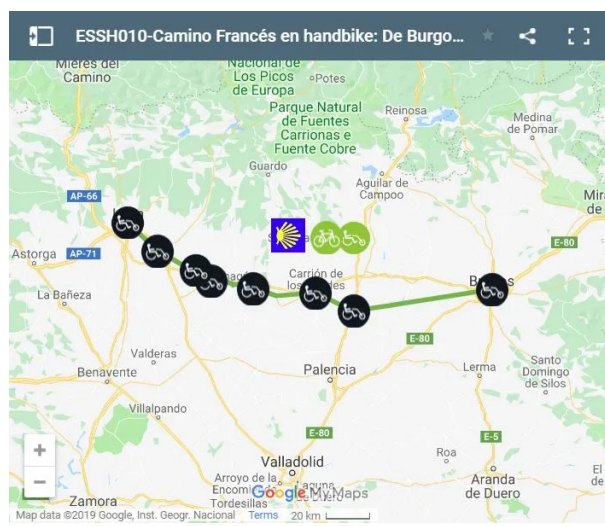 ESSH010-Camino Francés en handbike: De Burgo...
Mieres del
Camino
Nacional de
Los Picos
de Europa
Potes
Parque Natural
de Fuentes
Carrionas e
Fuente Cobre
Reinosa
Medina
de Pomar
Guardo
Aguilar de
Campoo
AP-66
E-80
Astorga
AP-71
Carrión de
La Bañeza
E-80
Valderas
Benavente
Palencia
Lerma
Santo
Domingo
de Silos
Villalpando
E-80
E-5
Roa
Valladolid
Aranda
de Duero
Arroyo de la
Tordesillas
Zamora
Google My Maps
Map data ©2019 Google, Inst. Geogr. Nacional
Terms
20 km